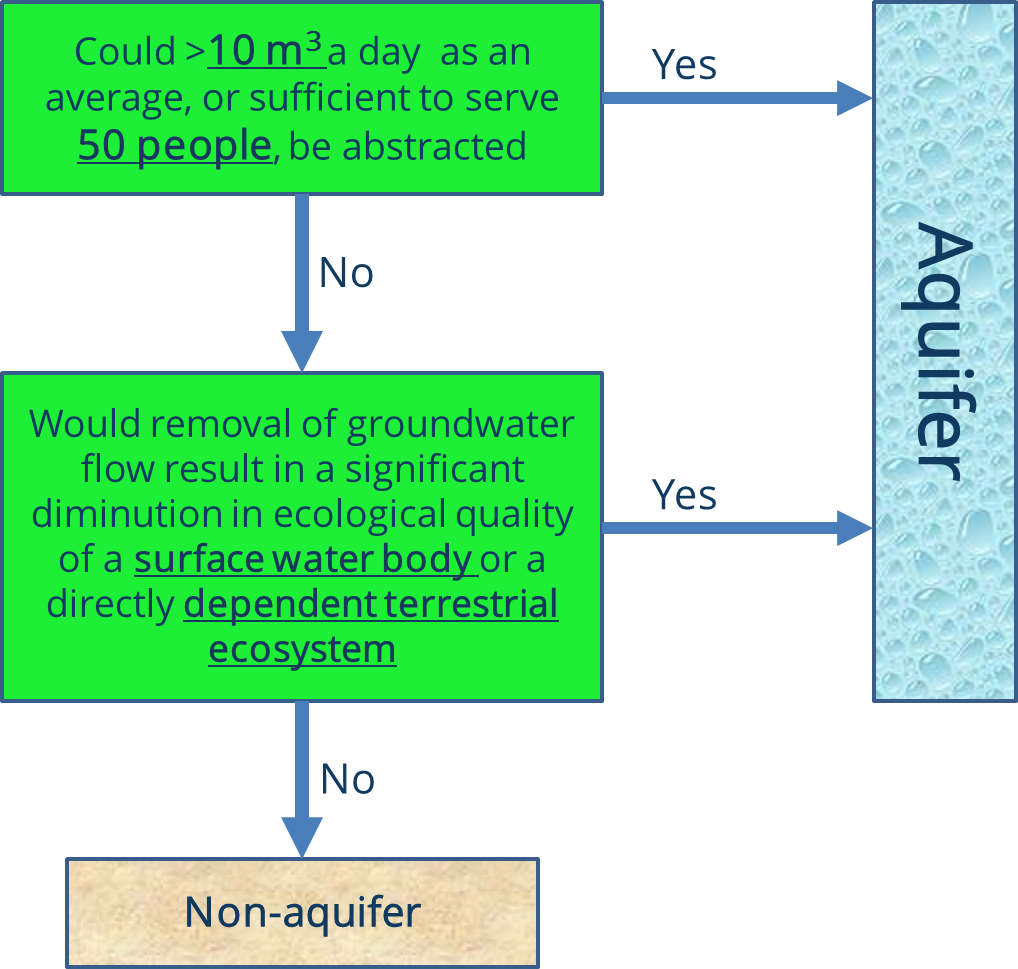 Could >10 m³ a day as an
average, or sufficient to serve
50 people, be abstracted
Yes
No
Would removal of groundwater
flow result in a significant
diminution in ecological quality
of a surface water body or a
directly dependent terrestrial
ecosystem
Yes
No
Non-aquifer
Aquifer